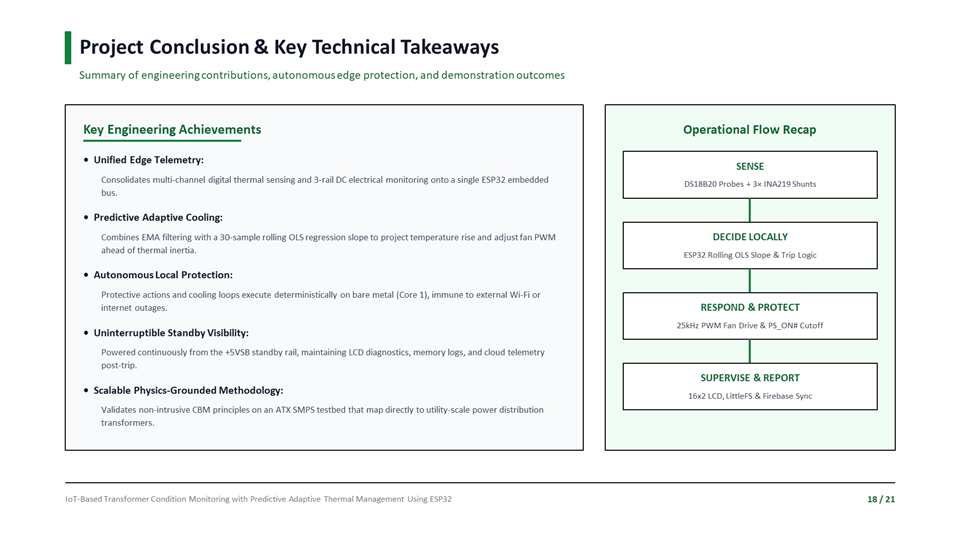 Project Conclusion & Key Technical Takeaways
Summary of engineering contributions, autonomous edge protection, and demonstration outcomes
Key Engineering Achievements
• Unified Edge Telemetry:
Consolidates multi-channel digital thermal sensing and 3-rail DC electrical monitoring onto a single ESP32 embedded
bus.
• Predictive Adaptive Cooling:
Combines EMA filtering with a 30-sample rolling OLS regression slope to project temperature rise and adjust fan PWM
ahead of thermal inertia.
• Autonomous Local Protection:
Protective actions and cooling loops execute deterministically on bare metal (Core 1), immune to external Wi-Fi or
internet outages.
• Uninterruptible Standby Visibility:
Powered continuously from the +5VSB standby rail, maintaining LCD diagnostics, memory logs, and cloud telemetry
post-trip.
• Scalable Physics-Grounded Methodology:
Validates non-intrusive CBM principles on an ATX SMPS testbed that map directly to utility-scale power distribution
transformers.
Operational Flow Recap
SENSE
DS18B20 Probes + 3× INA219 Shunts
DECIDE LOCALLY
ESP32 Rolling OLS Slope & Trip Logic
RESPOND & PROTECT
25kHz PWM Fan Drive & PS_ON# Cutoff
SUPERVISE & REPORT
16x2 LCD, LittleFS & Firebase Sync
IoT-Based Transformer Condition Monitoring with Predictive Adaptive Thermal Management Using ESP32
18 / 21